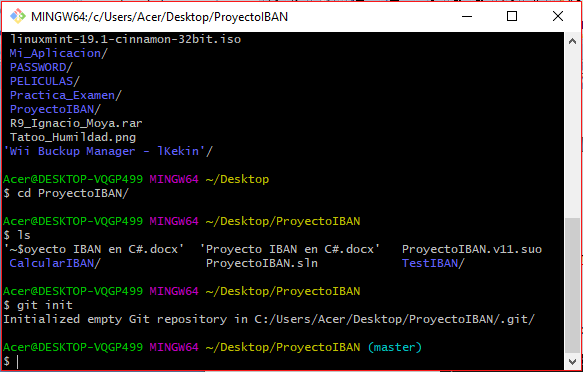 MINGW64:/c/Users/Acer/Desktop/ProyectoIBAN
linuxmint-19.1-cinnamon-32bit.iso
Mi_Aplicacion/
PASSWORD/
PELICULAS/
Practica_Examen/
ProyectoIBAN/
R9_Ignacio_Moya.rar
Tatoo_Humildad.png
'Wii Buckup Manager - lKekin'/
Acer@DESKTOP-VQGP499 MINGW64 ~/Desktop
$ cd ProyectoIBAN/
Acer@DESKTOP-VQGP499 MINGW64 ~/Desktop/ProyectoIBAN
$ ls
'~$oyecto IBAN en C#.docx' 'Proyecto IBAN en C#.docx' ProyectoIBAN.v11.suo
CalcularIBAN/ ProyectoIBAN.sln TestIBAN/
Acer@DESKTOP-VQGP499 MINGW64 ~/Desktop/ProyectoIBAN
$ git init
Initialized empty Git repository in C:/Users/Acer/Desktop/ProyectoIBAN/.git/
Acer@DESKTOP-VQGP499 MINGW64 ~/Desktop/ProyectoIBAN (master)
$